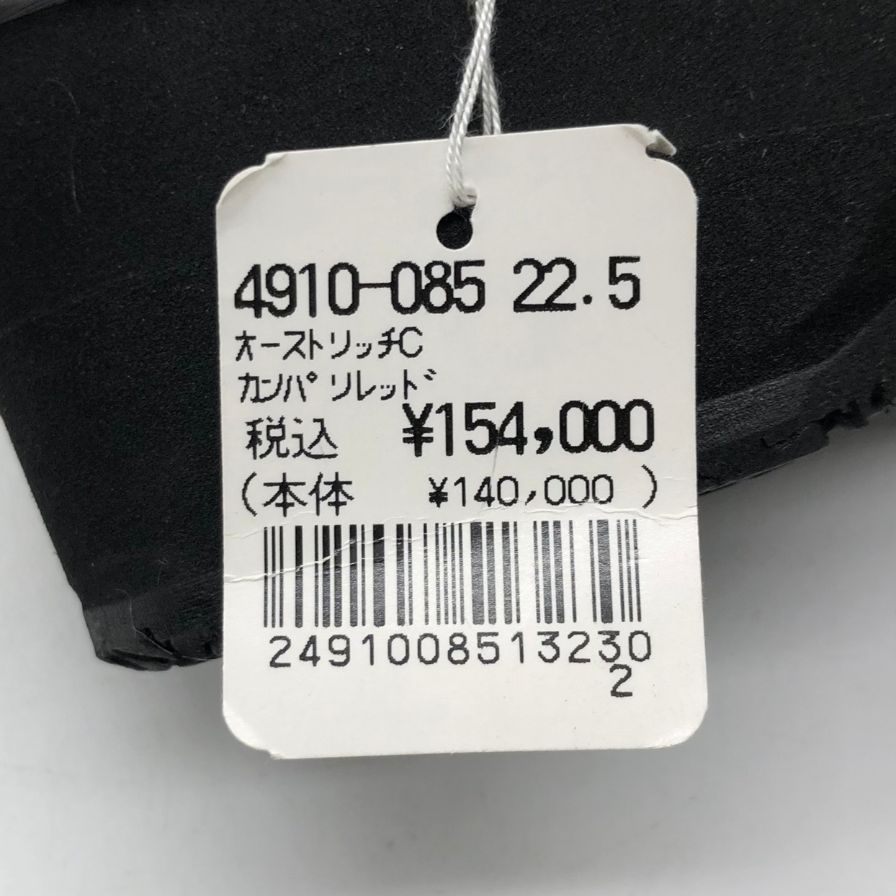 4910-085 22.5
ｵｰｽﾄﾘｯﾁC
ｶﾝﾊﾟﾘﾚｯﾄﾞ
税込 ¥154,000
(本体 ¥140,000 )
2491008513230
2